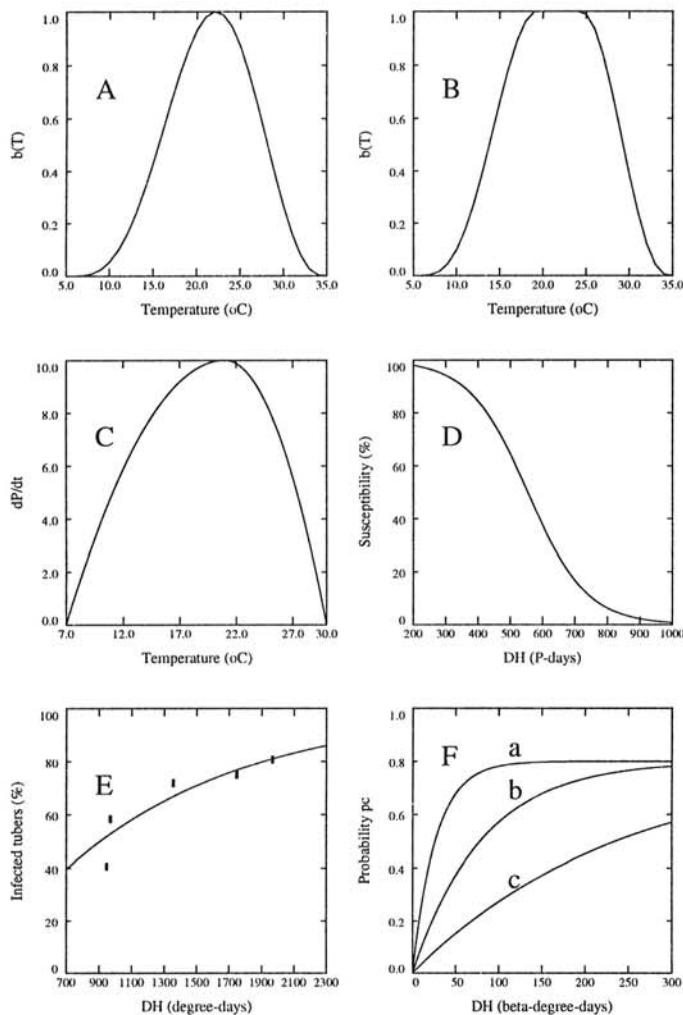 1.0
0.8
0.6
0.4
0.2
0.0
b(T)
A
5.0 10.0 15.0 20.0 25.0 30.0 35.0
Temperature (oC)
1.0
0.8
0.6
0.4
0.2
0.0
b(T)
B
5.0 10.0 15.0 20.0 25.0 30.0 35.0
Temperature (oC)
10.0
8.0
6.0
4.0
2.0
0.0
dP/dt
C
7.0 12.0 17.0 22.0 27.0 30.0
Temperature (oC)
100
80
60
40
20
0
Susceptibility (%)
D
200 300 400 500 600 700 800 900 1000
DH (P-days)
100
80
60
40
20
0
Infected tubers (%)
E
700 900 1100 1300 1500 1700 1900 2100 2300
DH (degree-days)
1.0
0.8
0.6
0.4
0.2
0.0
Probability pc
F
a
b
c
0 50 100 150 200 250 300
DH (beta-degree-days)